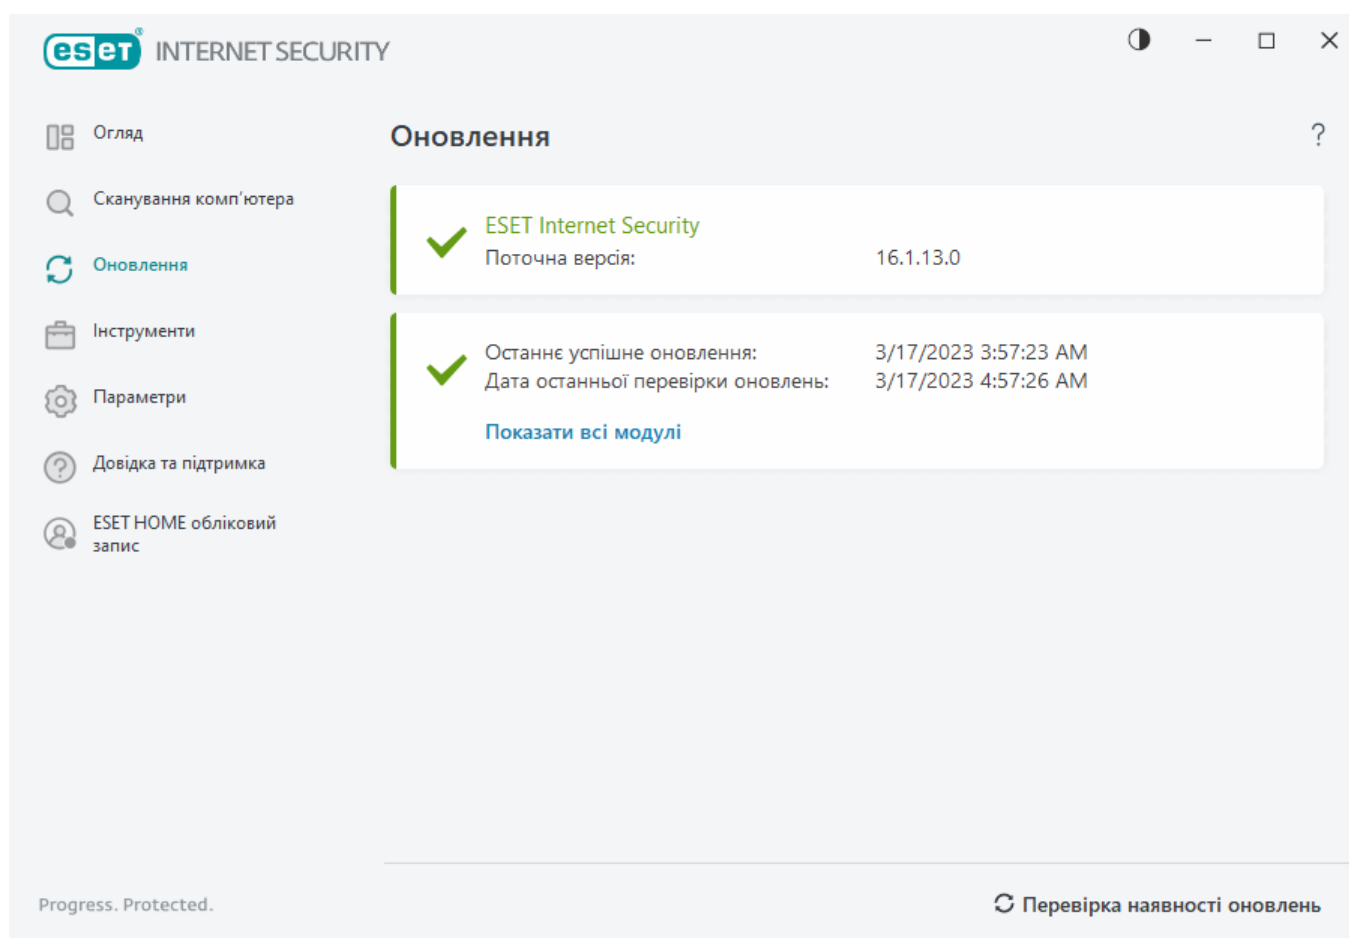 eset® INTERNET SECURITY
Огляд
Сканування комп'ютера
Оновлення
Інструменти
Параметри
Довідка та підтримка
ESET HOME обліковий
запис
Оновлення
?
ESET Internet Security
Поточна версія: 16.1.13.0
Останнє успішне оновлення: 3/17/2023 3:57:23 AM
Дата останньої перевірки оновлень: 3/17/2023 4:57:26 AM
Показати всі модулі
Progress. Protected.
Перевірка наявності оновлень